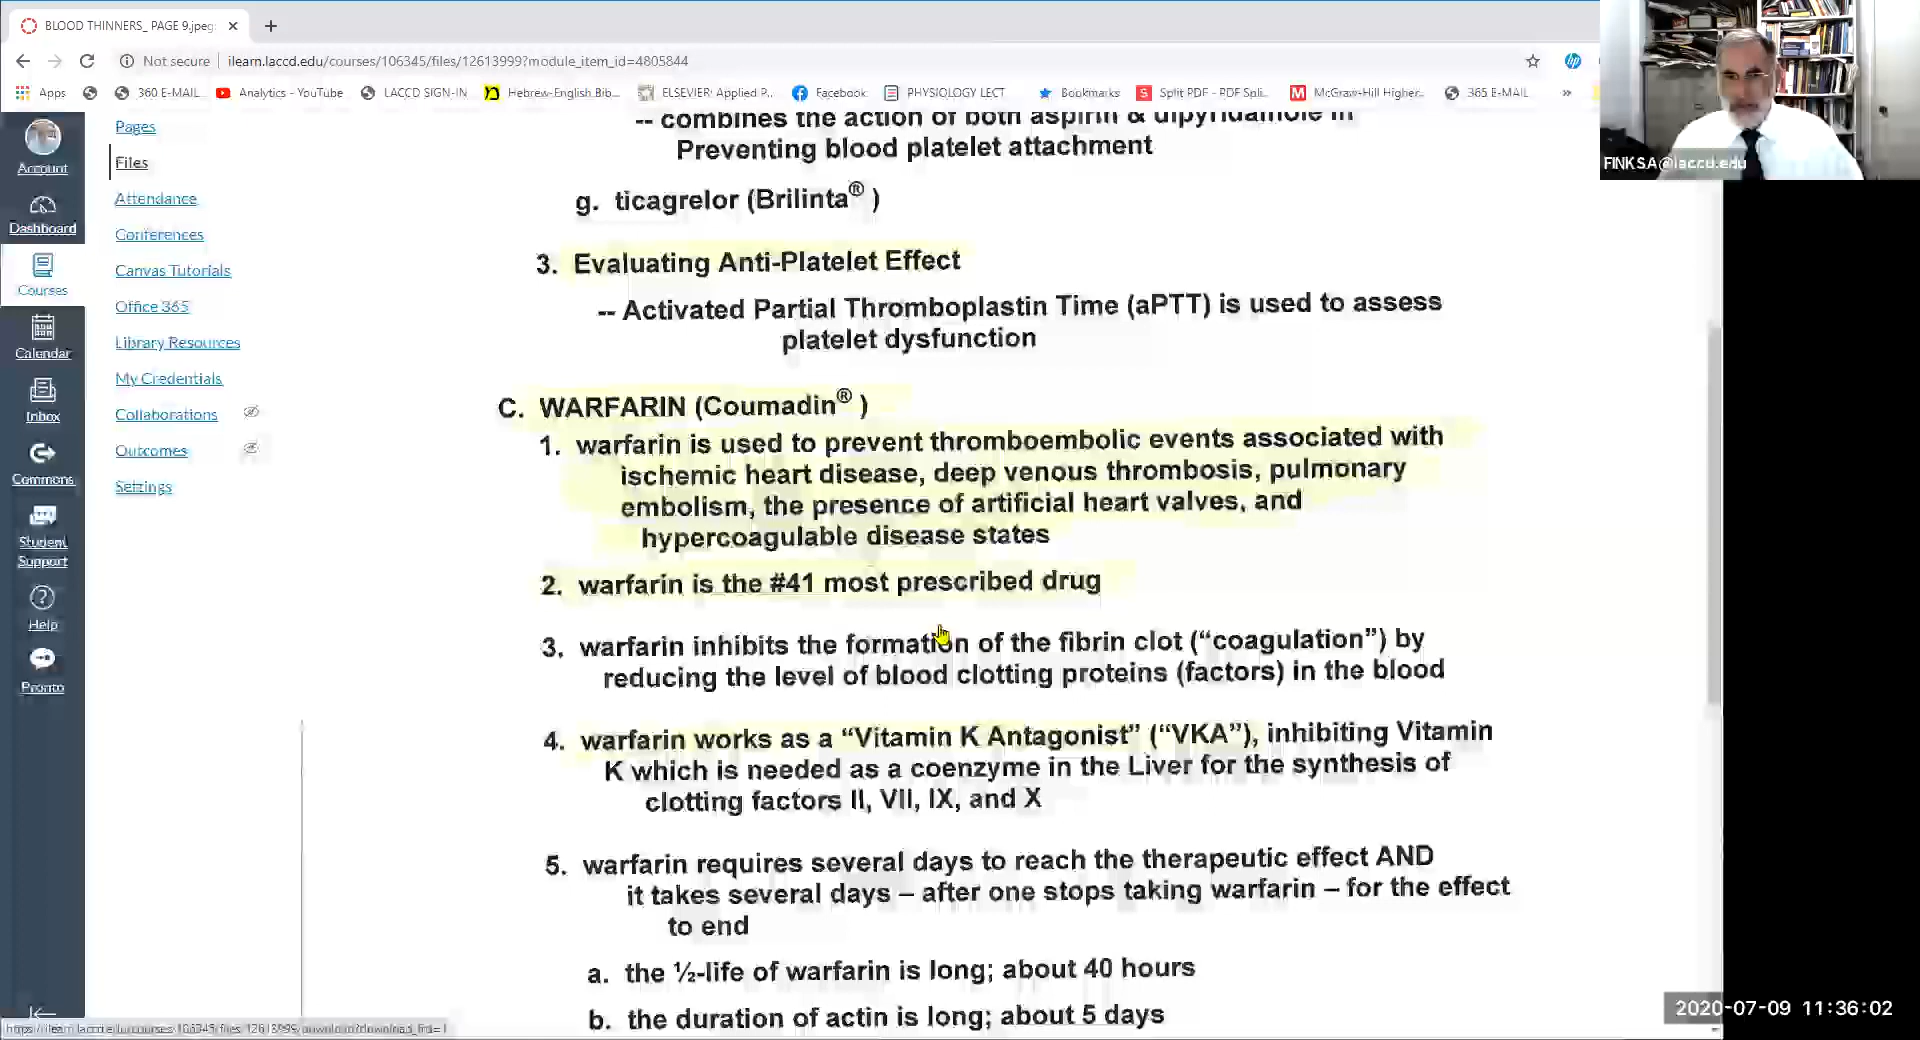 BLOOD THINNERS_ PAGE 9.jpeg
Not secure
ilearn.laccd.edu/courses/106345/files/12613999?module_item_id=4805844
Apps
360 E-MAIL
Analytics - YouTube
LACCD SIGN-IN
Hebrew-English Bib...
ELSEVIER Applied P...
Facebook
PHYSIOLOGY LECT
Bookmarks
Split PDF - PDF Spli...
McGraw-Hill Higher...
365 E-MAIL
»
FINKSA@laccd.edu
Account
Dashboard
Courses
Calendar
Inbox
Commons
Student
Support
Help
Pronto
Pages
Files
Attendance
Conferences
Canvas Tutorials
Office 365
Library Resources
My Credentials
Collaborations
Outcomes
Settings
-- combines the action of both aspirin & dipyridamole in
Preventing blood platelet attachment
g. ticagrelor (Brilinta® )
3. Evaluating Anti-Platelet Effect
-- Activated Partial Thromboplastin Time (aPTT) is used to assess
platelet dysfunction
C. WARFARIN (Coumadin® )
1. warfarin is used to prevent thromboembolic events associated with
ischemic heart disease, deep venous thrombosis, pulmonary
embolism, the presence of artificial heart valves, and
hypercoagulable disease states
2. warfarin is the #41 most prescribed drug
3. warfarin inhibits the formation of the fibrin clot (“coagulation”) by
reducing the level of blood clotting proteins (factors) in the blood
4. warfarin works as a “Vitamin K Antagonist” (“VKA”), inhibiting Vitamin
K which is needed as a coenzyme in the Liver for the synthesis of
clotting factors II, VII, IX, and X
5. warfarin requires several days to reach the therapeutic effect AND
it takes several days – after one stops taking warfarin – for the effect
to end
a. the ½-life of warfarin is long; about 40 hours
b. the duration of actin is long; about 5 days
2020-07-09 11:36:02